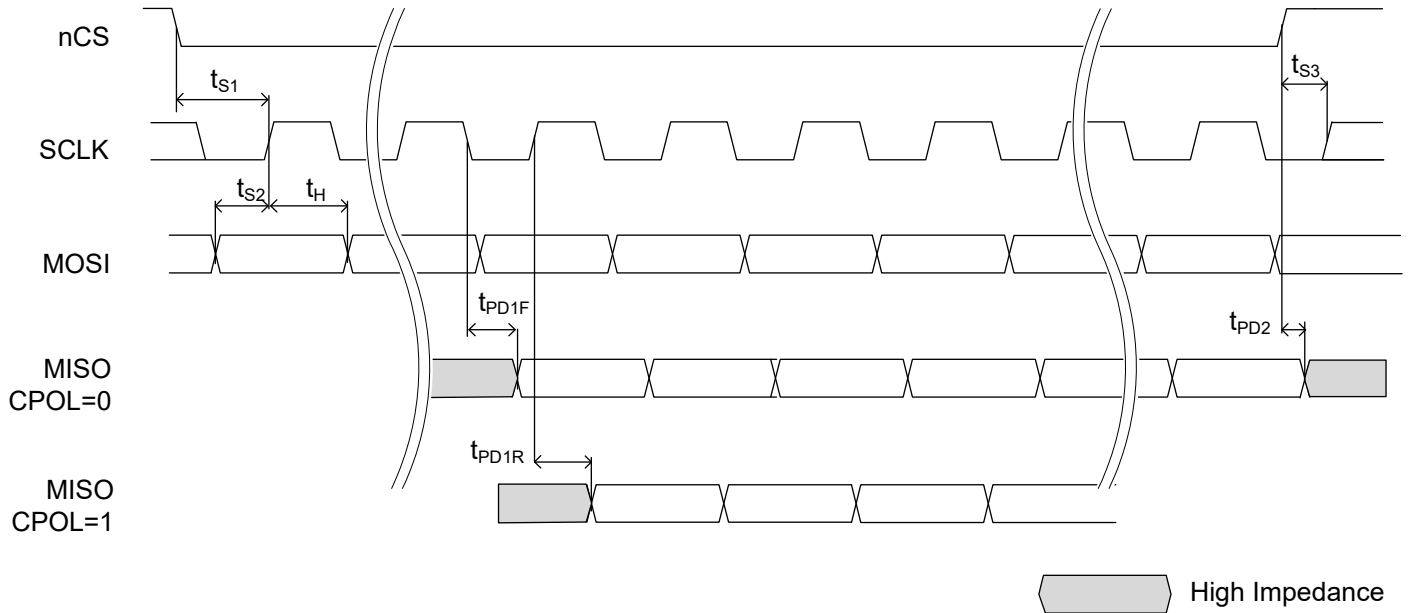 nCS
tS1
tS3
SCLK
tS2
tH
MOSI
tPD1F
tPD2
MISO
CPOL=0
tPD1R
MISO
CPOL=1
High Impedance